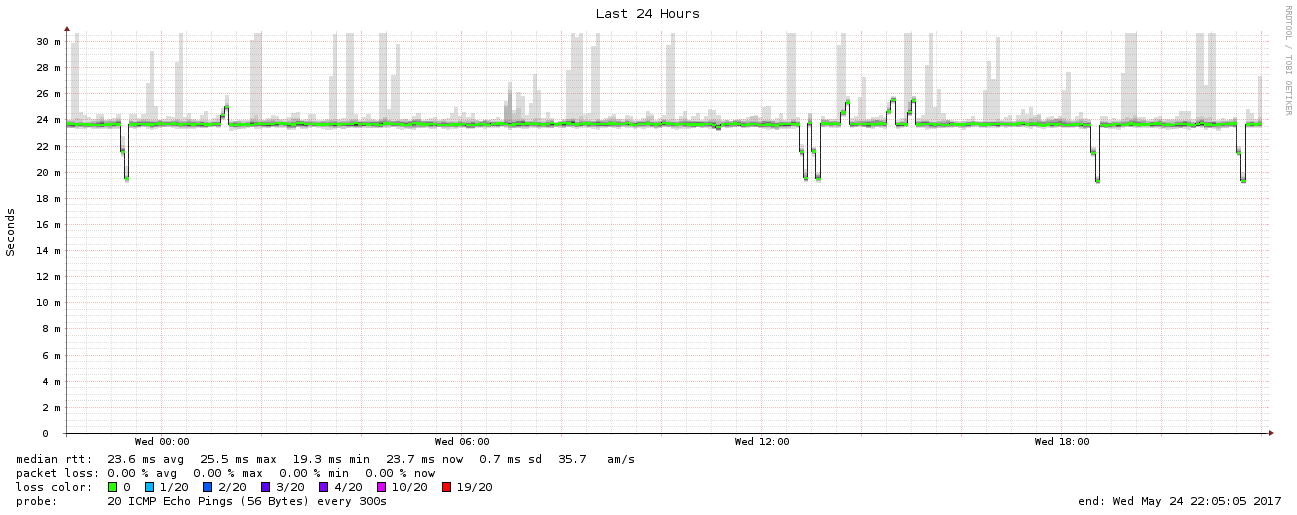 Last 24 Hours
RRDTOOL / TOBI OETIKER
Seconds
30 m
28 m
26 m
24 m
22 m
20 m
18 m
16 m
14 m
12 m
10 m
8 m
6 m
4 m
2 m
0
Wed 00:00 Wed 06:00 Wed 12:00 Wed 18:00
median rtt: 23.6 ms avg 25.5 ms max 19.3 ms min 23.7 ms now 0.7 ms sd 35.7 am/s
packet loss: 0.00 % avg 0.00 % max 0.00 % min 0.00 % now
loss color: 0 1/20 2/20 3/20 4/20 10/20 19/20
probe: 20 ICMP Echo Pings (56 Bytes) every 300s end: Wed May 24 22:05:05 2017